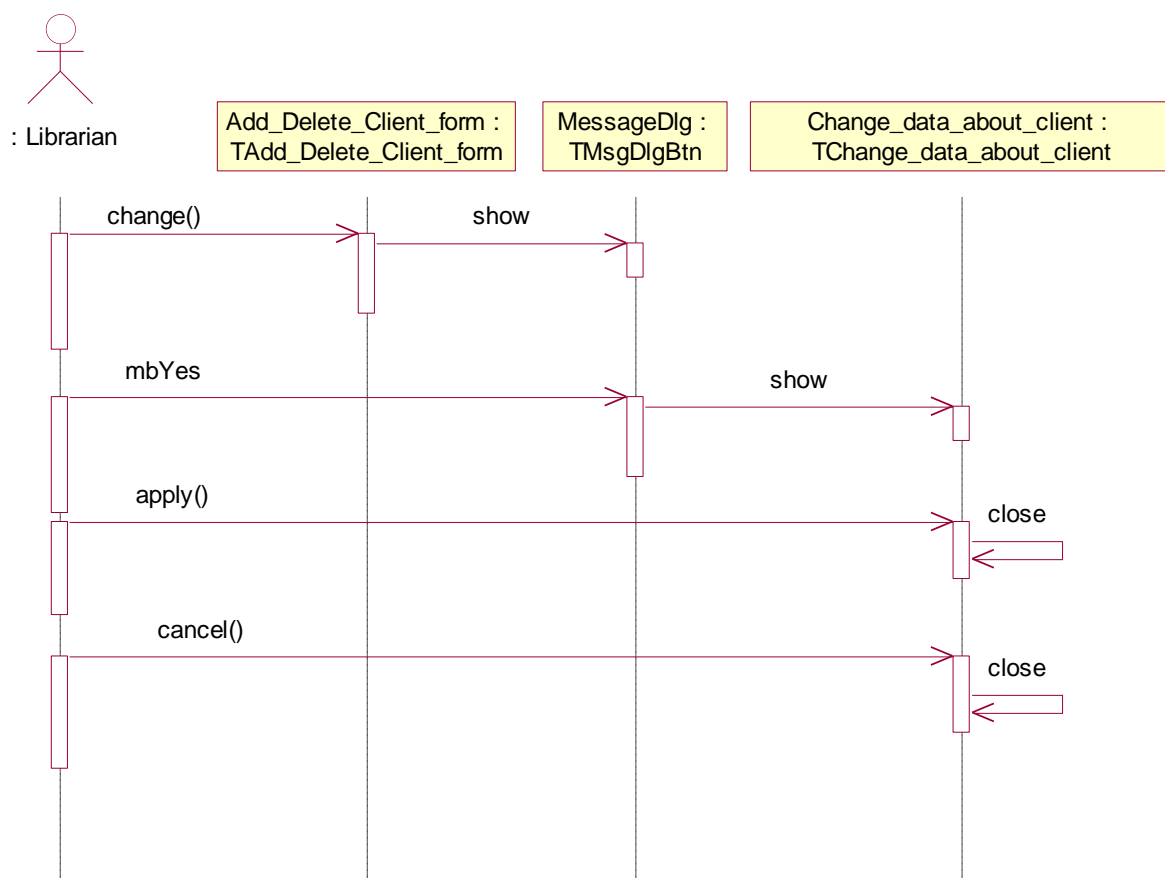 : Librarian
Add_Delete_Client_form :
TAdd_Delete_Client_form
MessageDlg :
TMsgDlgBtn
Change_data_about_client :
TChange_data_about_client
change()
show
mbYes
show
apply()
close
cancel()
close